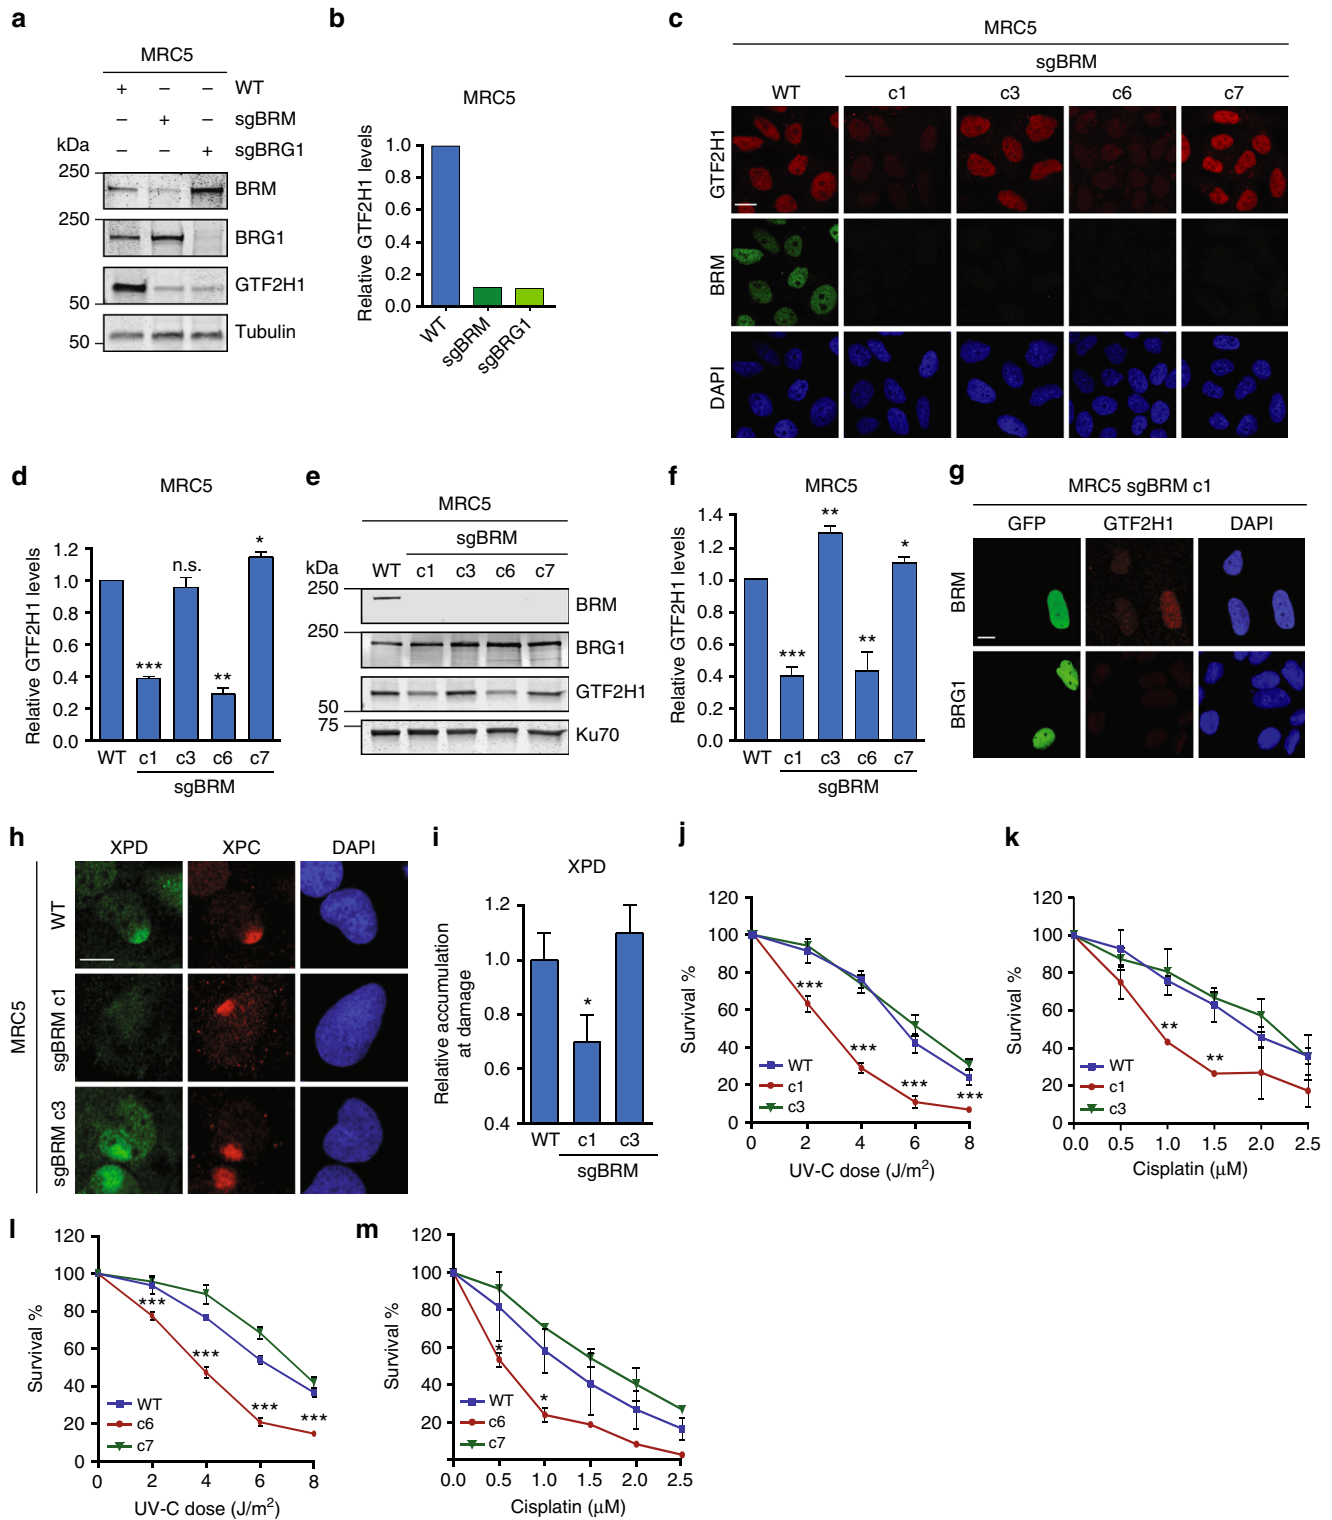 a
MRC5
+ – – WT
– + – sgBRM
– – + sgBRG1
kDa
250
BRM
250
BRG1
GTF2H1
50
Tubulin
50
b
MRC5
Relative GTF2H1 levels
1.0
0.8
0.6
0.4
0.2
0.0
WT
sgBRM
sgBRG1
c
MRC5
sgBRM
WT c1 c3 c6 c7
GTF2H1
BRM
DAPI
d
MRC5
Relative GTF2H1 levels
1.2
1.0
0.8
0.6
0.4
0.2
0.0
***
n.s.
**
*
WT c1 c3 c6 c7
sgBRM
e
MRC5
sgBRM
kDa WT c1 c3 c6 c7
250
BRM
250
BRG1
GTF2H1
50
75
Ku70
f
MRC5
Relative GTF2H1 levels
1.4
1.2
1.0
0.8
0.6
0.4
0.2
0.0
***
**
**
*
WT c1 c3 c6 c7
sgBRM
g
MRC5 sgBRM c1
GFP GTF2H1 DAPI
BRM
BRG1
h
XPD XPC DAPI
MRC5
WT
sgBRM c1
sgBRM c3
i
XPD
Relative accumulation
at damage
1.2
1.0
0.8
0.6
0.4
*
WT c1 c3
sgBRM
j
Survival %
120
100
80
60
40
20
0
***
***
***
***
WT
c1
c3
0 2 4 6 8
UV-C dose (J/m²)
k
Survival %
120
100
80
60
40
20
0
**
**
WT
c1
c3
0.0 0.5 1.0 1.5 2.0 2.5
Cisplatin (μM)
l
Survival %
120
100
80
60
40
20
0
***
***
***
***
WT
c6
c7
0 2 4 6 8
UV-C dose (J/m²)
m
Survival %
120
100
80
60
40
20
*
*
WT
c6
c7
0.0 0.5 1.0 1.5 2.0 2.5
Cisplatin (μM)